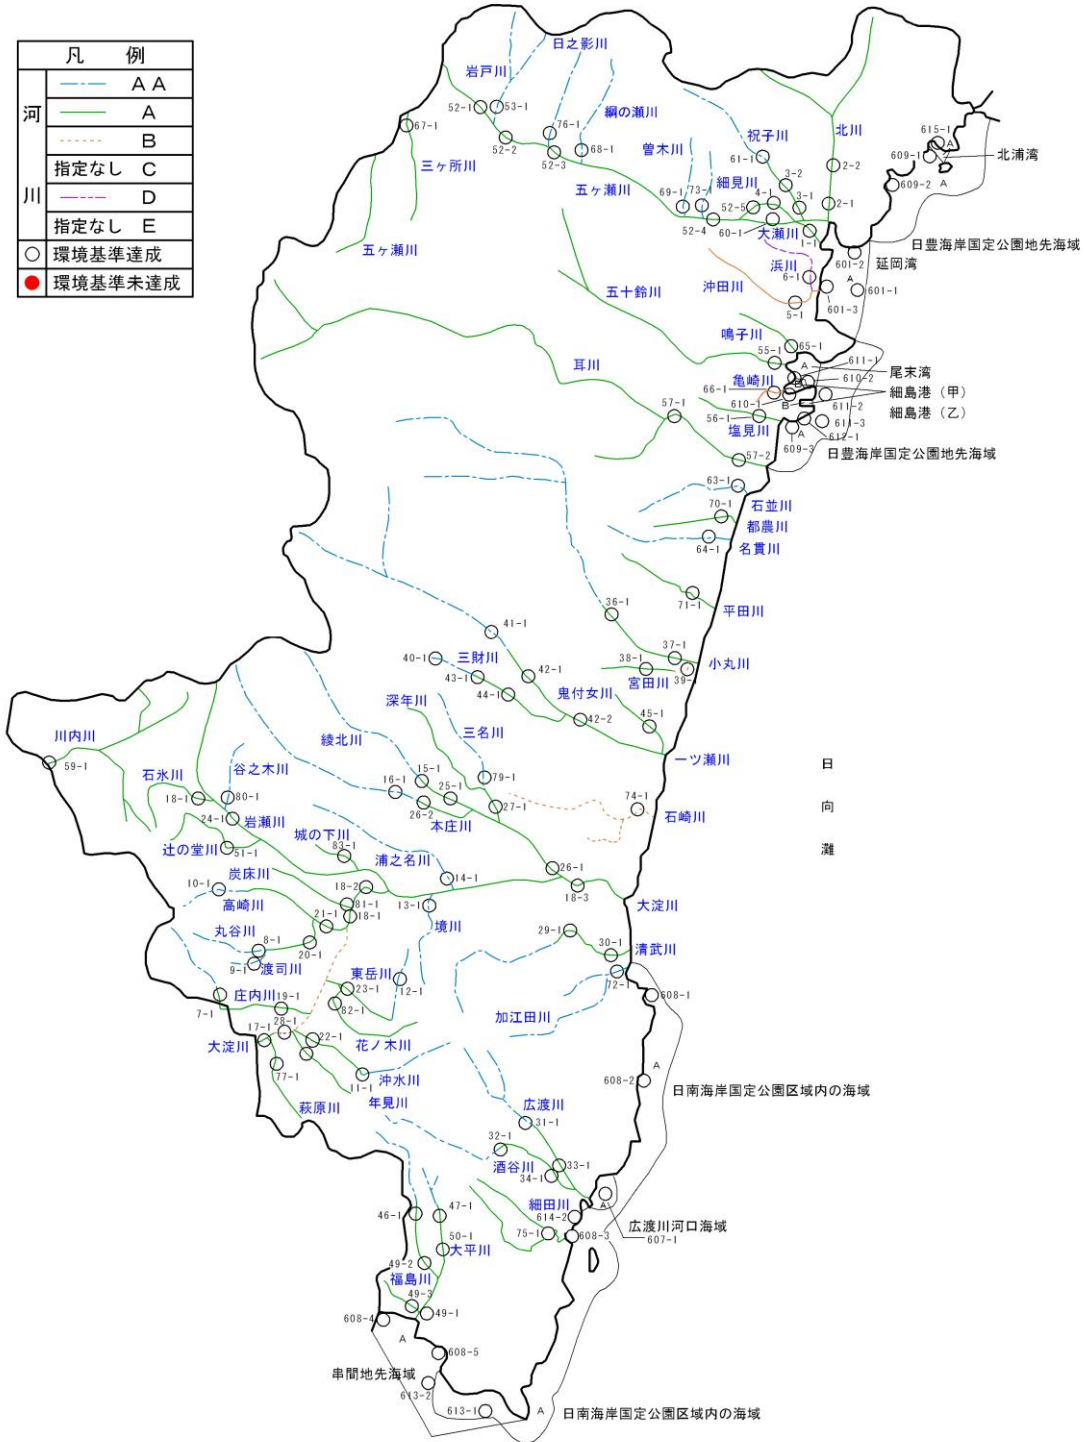 凡 例
河川
AA
A
B
指定なし C
D
指定なし E
環境基準達成
環境基準未達成
日之影川
岩戸川
52-1
53-1
綱の瀬川
76-1
67-1
52-2
52-3
68-1
曽木川
祝子川
北川
615-1
A
609-1
北浦湾
A
609-2
三ヶ所川
61-1
2-2
3-2
細見川
五ヶ瀬川
69-1
73-1
4-1
52-5
3-1
2-1
52-4
60-1
大瀬川
1-1
日豊海岸国定公園地先海域
五ヶ瀬川
浜川
601-2
延岡湾
6-1
A
601-1
沖田川
601-3
五十鈴川
5-1
鳴子川
65-1
耳川
55-1
A
611-1
尾末湾
亀崎川
610-2
66-1
B
細島港（甲）
610-1
B
611-2
細島港（乙）
57-1
56-1
塩見川
A
611-3
612-1
609-3
日豊海岸国定公園地先海域
57-2
63-1
石並川
70-1
都農川
64-1
名貫川
71-1
平田川
36-1
41-1
37-1
40-1
三財川
38-1
小丸川
宮田川
39-1
43-1
42-1
44-1
鬼付女川
深年川
42-2
45-1
三名川
川内川
綾北川
一ツ瀬川
59-1
日向灘
石氷川
谷之木川
79-1
15-1
16-1
25-1
18-1
80-1
26-2
27-1
74-1
石崎川
24-1
岩瀬川
本庄川
城の下川
辻の堂川
51-1
83-1
浦之名川
炭床川
26-1
14-1
10-1
18-2
18-3
高崎川
81-1
13-1
大淀川
21-1
18-1
境川
丸谷川
29-1
8-1
20-1
30-1
清武川
9-1
渡司川
東岳川
72-1
23-1
12-1
庄内川
19-1
608-1
7-1
82-1
加江田川
28-1
17-1
22-1
花ノ木川
大淀川
A
11-1
沖水川
608-2
77-1
日南海岸国定公園区域内の海域
年見川
萩原川
広渡川
31-1
32-1
酒谷川
33-1
34-1
細田川
A
614-2
46-1
47-1
広渡川河口海域
75-1
608-3
607-1
50-1
大平川
49-2
福島川
49-3
49-1
608-4
A
608-5
串間地先海域
613-2
613-1
A
日南海岸国定公園区域内の海域